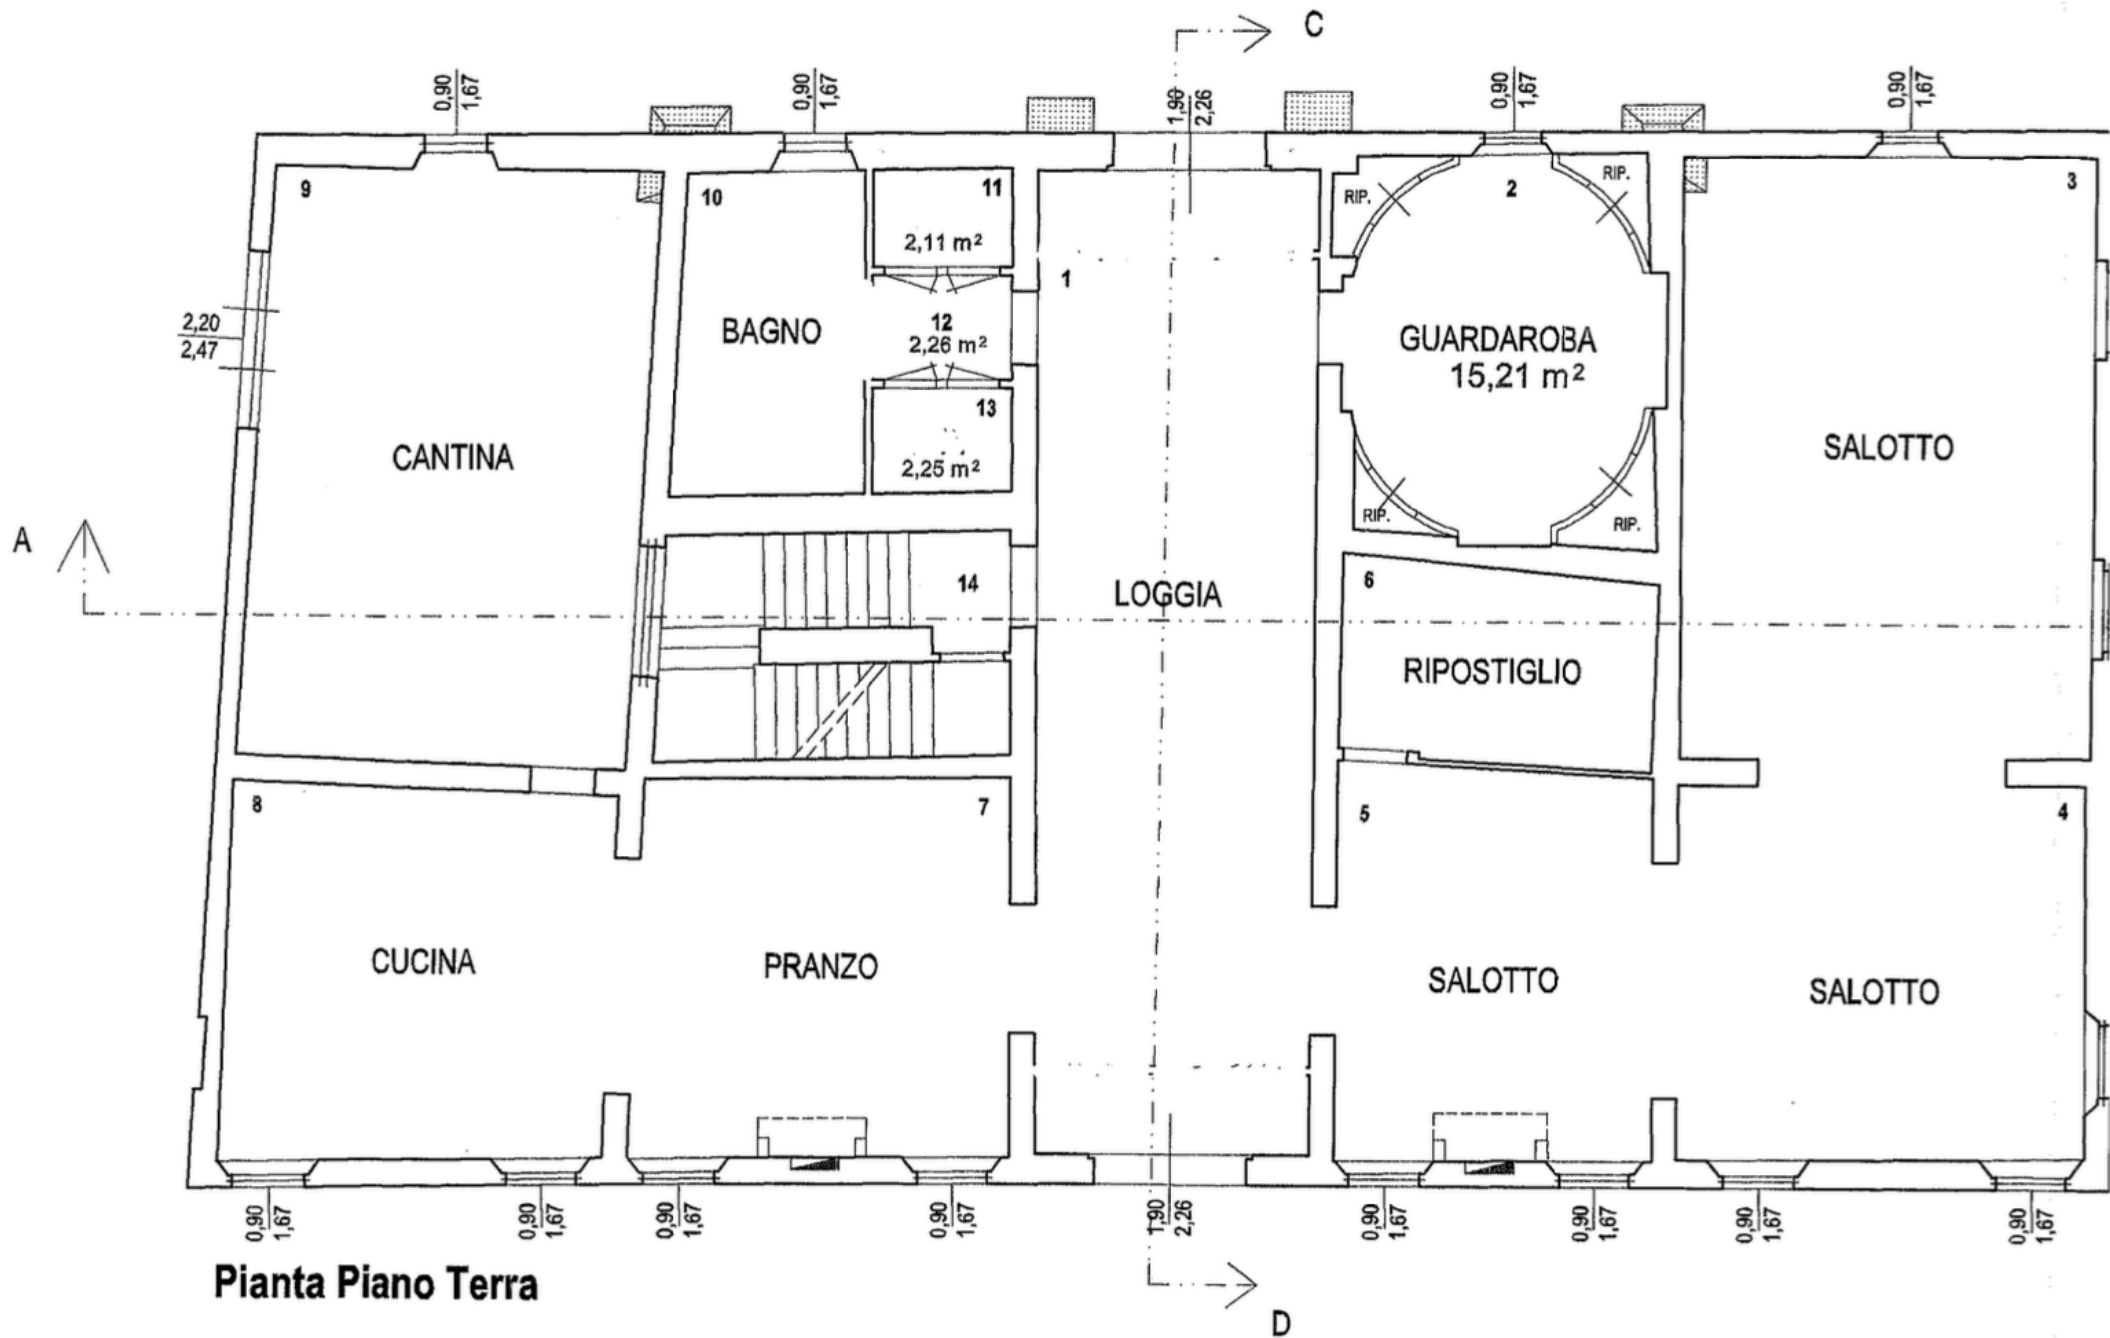 C
0,90
1,67
0,90
1,67
1,90
2,26
0,90
1,67
0,90
1,67
9
10
11
2,11 m²
1
RIP.
2
RIP.
3
2,20
2,47
BAGNO
12
2,26 m²
GUARDAROBA
15,21 m²
CANTINA
13
2,25 m²
SALOTTO
RIP.
RIP.
A
14
LOGGIA
6
RIPOSTIGLIO
8
7
5
4
CUCINA
PRANZO
SALOTTO
SALOTTO
0,90
1,67
0,90
1,67
0,90
1,67
0,90
1,67
1,90
2,26
0,90
1,67
0,90
1,67
0,90
1,67
0,90
1,67
Pianta Piano Terra
D